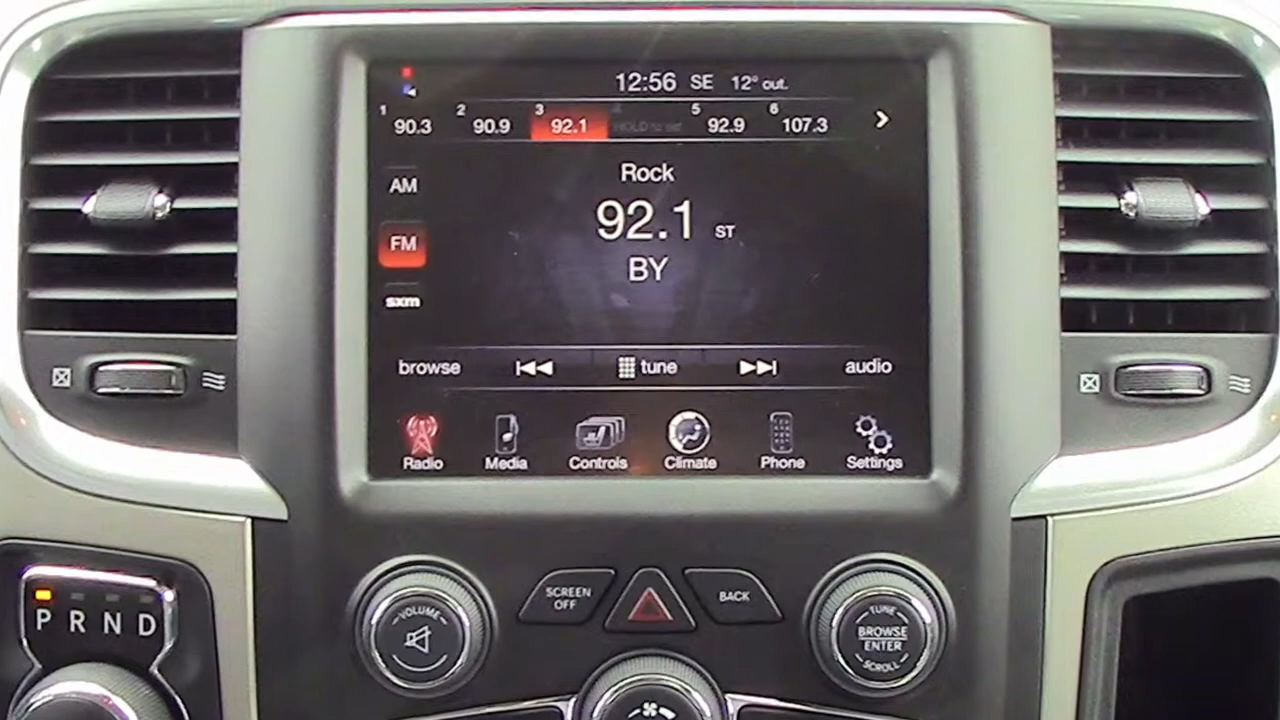 12:56 SE 12° out.
1 90.3 2 90.9 3 92.1 4 HOLD to set 5 92.9 6 107.3
AM
Rock
92.1 ST
FM
BY
sxm
browse tune audio
Radio Media Controls Climate Phone Settings
VOLUME
SCREEN
OFF
BACK
TUNE
BROWSE
ENTER
SCROLL
P R N D